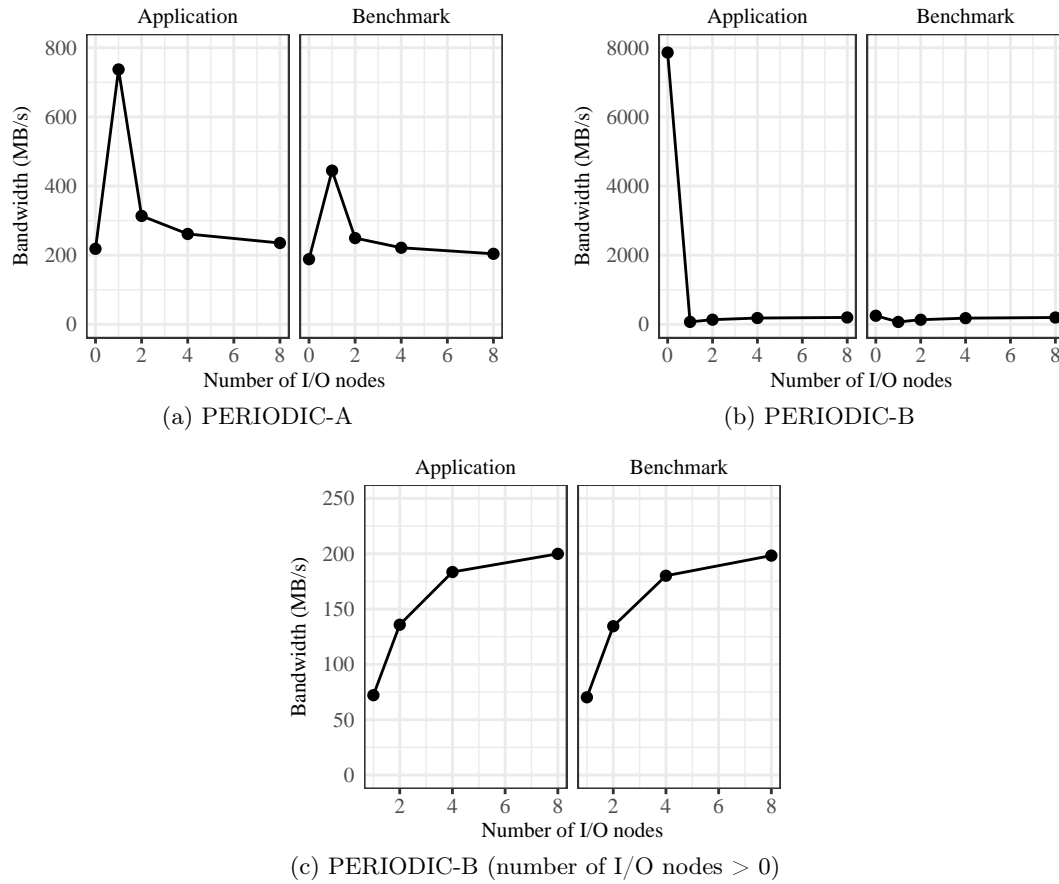 Application
Benchmark
800
600
400
200
0
Bandwidth (MB/s)
0 2 4 6 8
0 2 4 6 8
Number of I/O nodes
(a) PERIODIC-A
Application
Benchmark
8000
6000
4000
2000
0
Bandwidth (MB/s)
0 2 4 6 8
0 2 4 6 8
Number of I/O nodes
(b) PERIODIC-B
Application
Benchmark
250
200
150
100
50
0
Bandwidth (MB/s)
2 4 6 8
2 4 6 8
Number of I/O nodes
(c) PERIODIC-B (number of I/O nodes > 0)